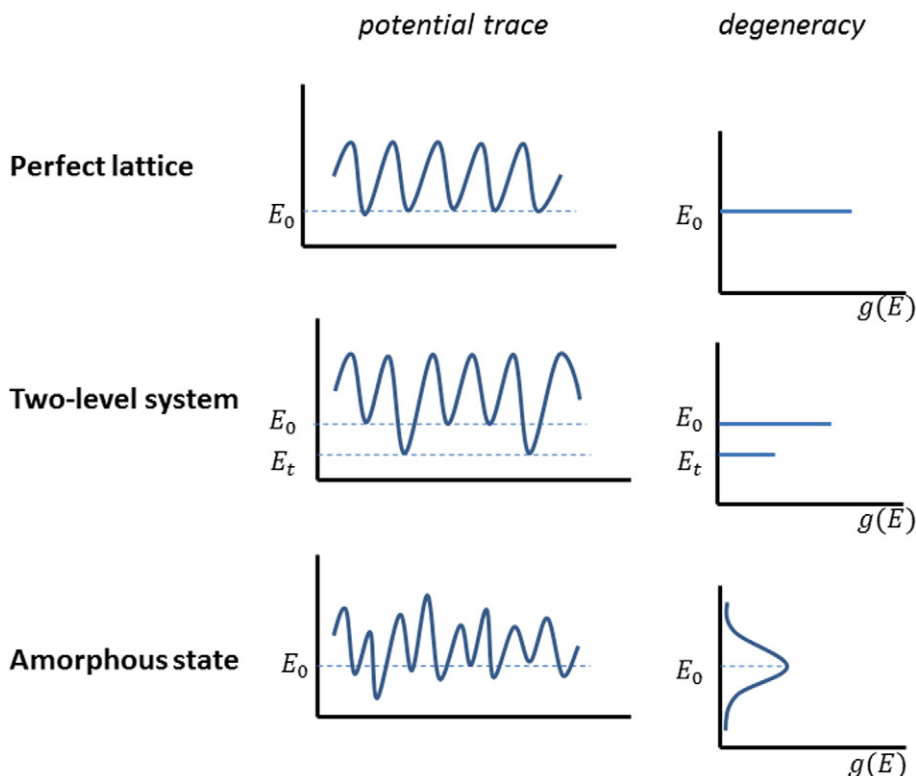 potential trace
degeneracy
Perfect lattice
E₀
E₀
g(E)
Two-level system
E₀
Eₜ
E₀
Eₜ
g(E)
Amorphous state
E₀
E₀
g(E)